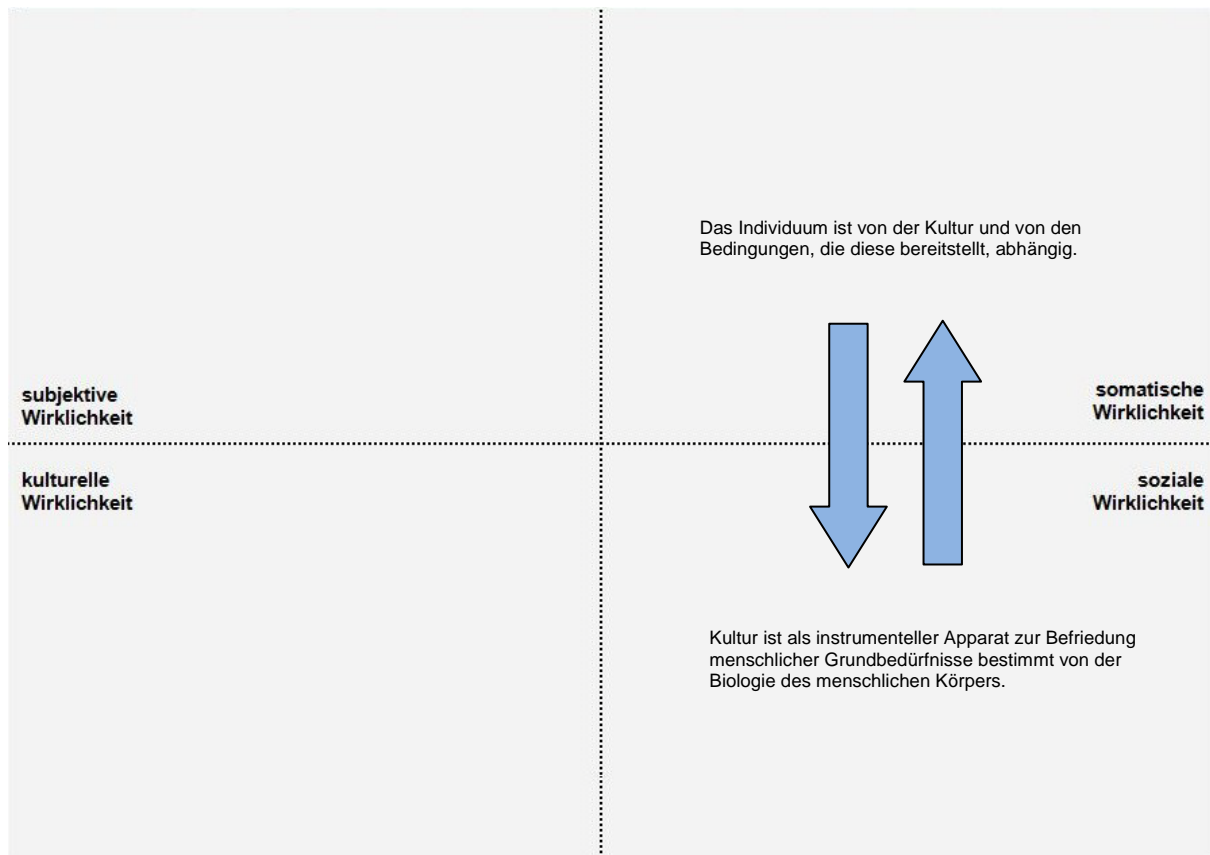 Das Individuum ist von der Kultur und von den
Bedingungen, die diese bereitstellt, abhängig.
subjektive
Wirklichkeit
somatische
Wirklichkeit
kulturelle
Wirklichkeit
soziale
Wirklichkeit
Kultur ist als instrumenteller Apparat zur Befriedung
menschlicher Grundbedürfnisse bestimmt von der
Biologie des menschlichen Körpers.